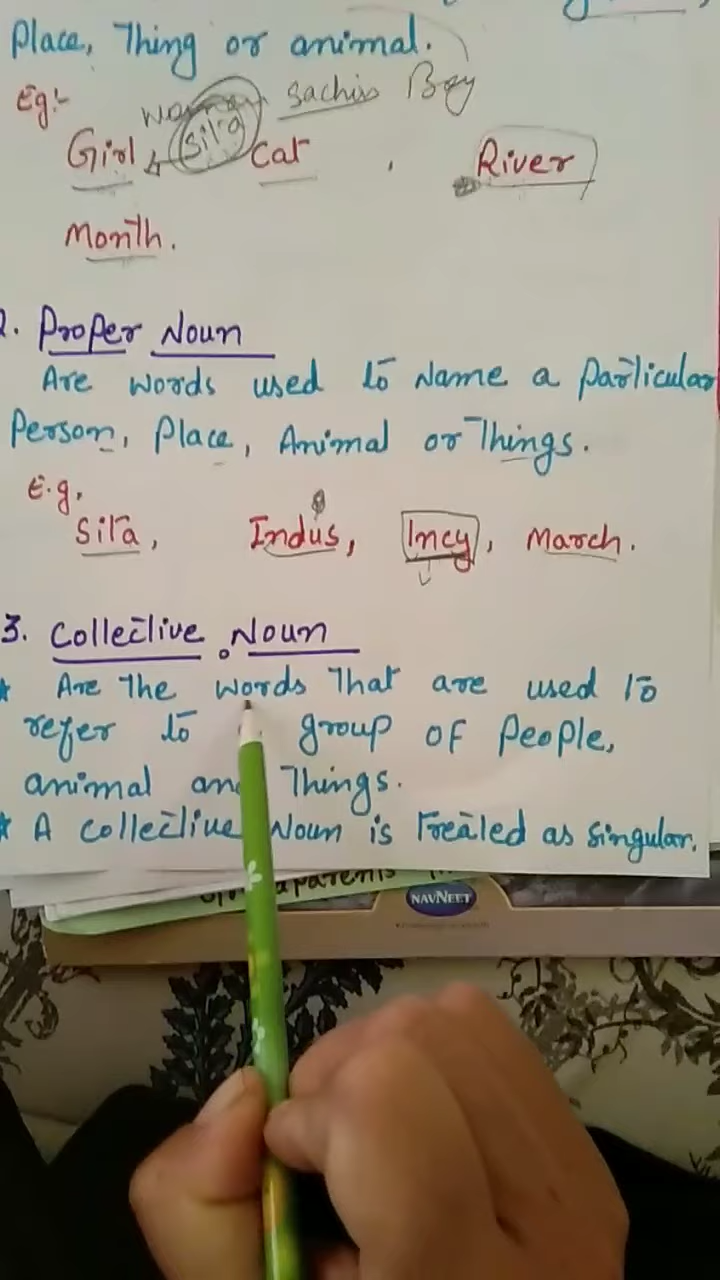 Place, Thing or animal.
Eg:-
Sachin Boy
Girl Sita Cat , River
Month.
2. Proper Noun
Are words used to Name a particular
Person, Place, Animal or Things.
E.g.
Sita, Indus, Incy, March.
3. Collective Noun
* Are the words That are used to
refer to group of People,
animal and Things.
* A Collective Noun is Treated as Singular.
NAVNEET